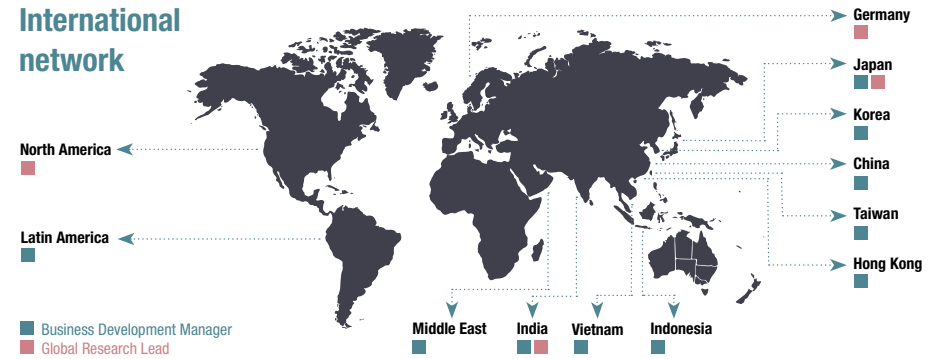 International
network
North America
Latin America
Germany
Japan
Korea
China
Taiwan
Hong Kong
Middle East
India
Vietnam
Indonesia
Business Development Manager
Global Research Lead